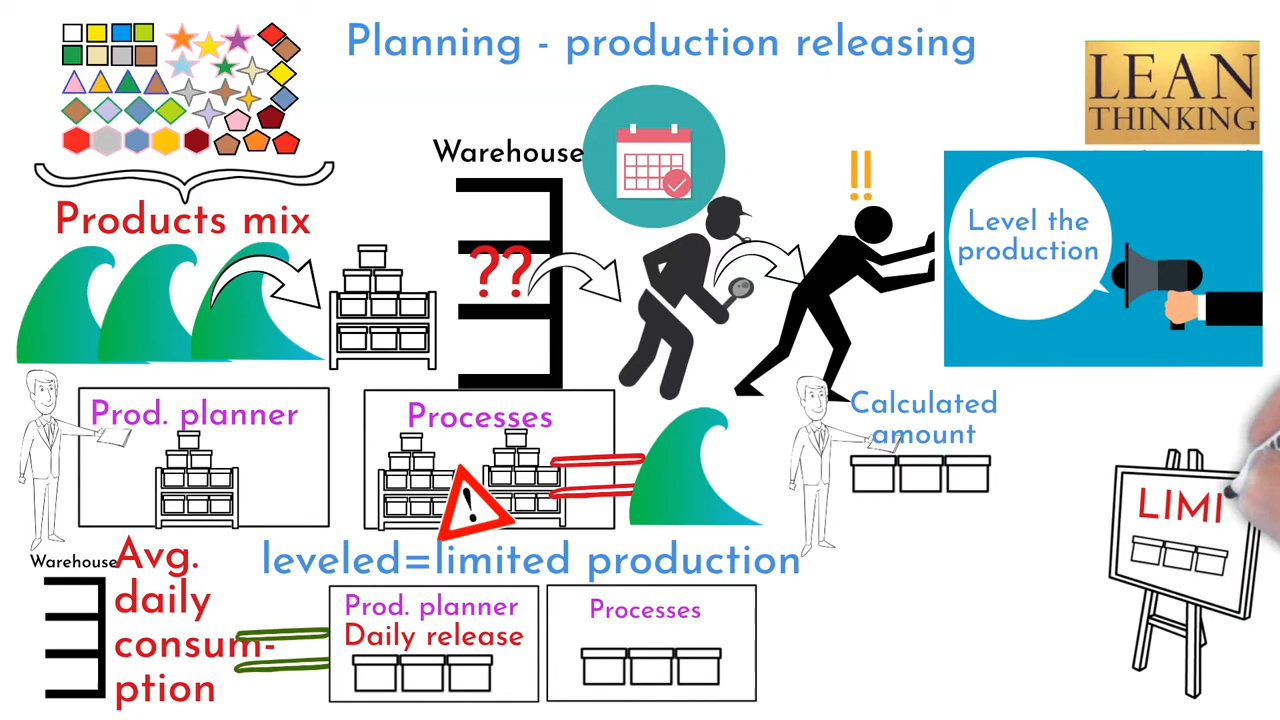 Planning - production releasing
LEAN
THINKING
Warehouse
!!
Level the
production
Products mix
??
Prod. planner
Processes
!
Calculated
amount
LIMI
Warehouse
Avg.
daily
consum-
ption
leveled=limited production
Prod. planner
Daily release
Processes